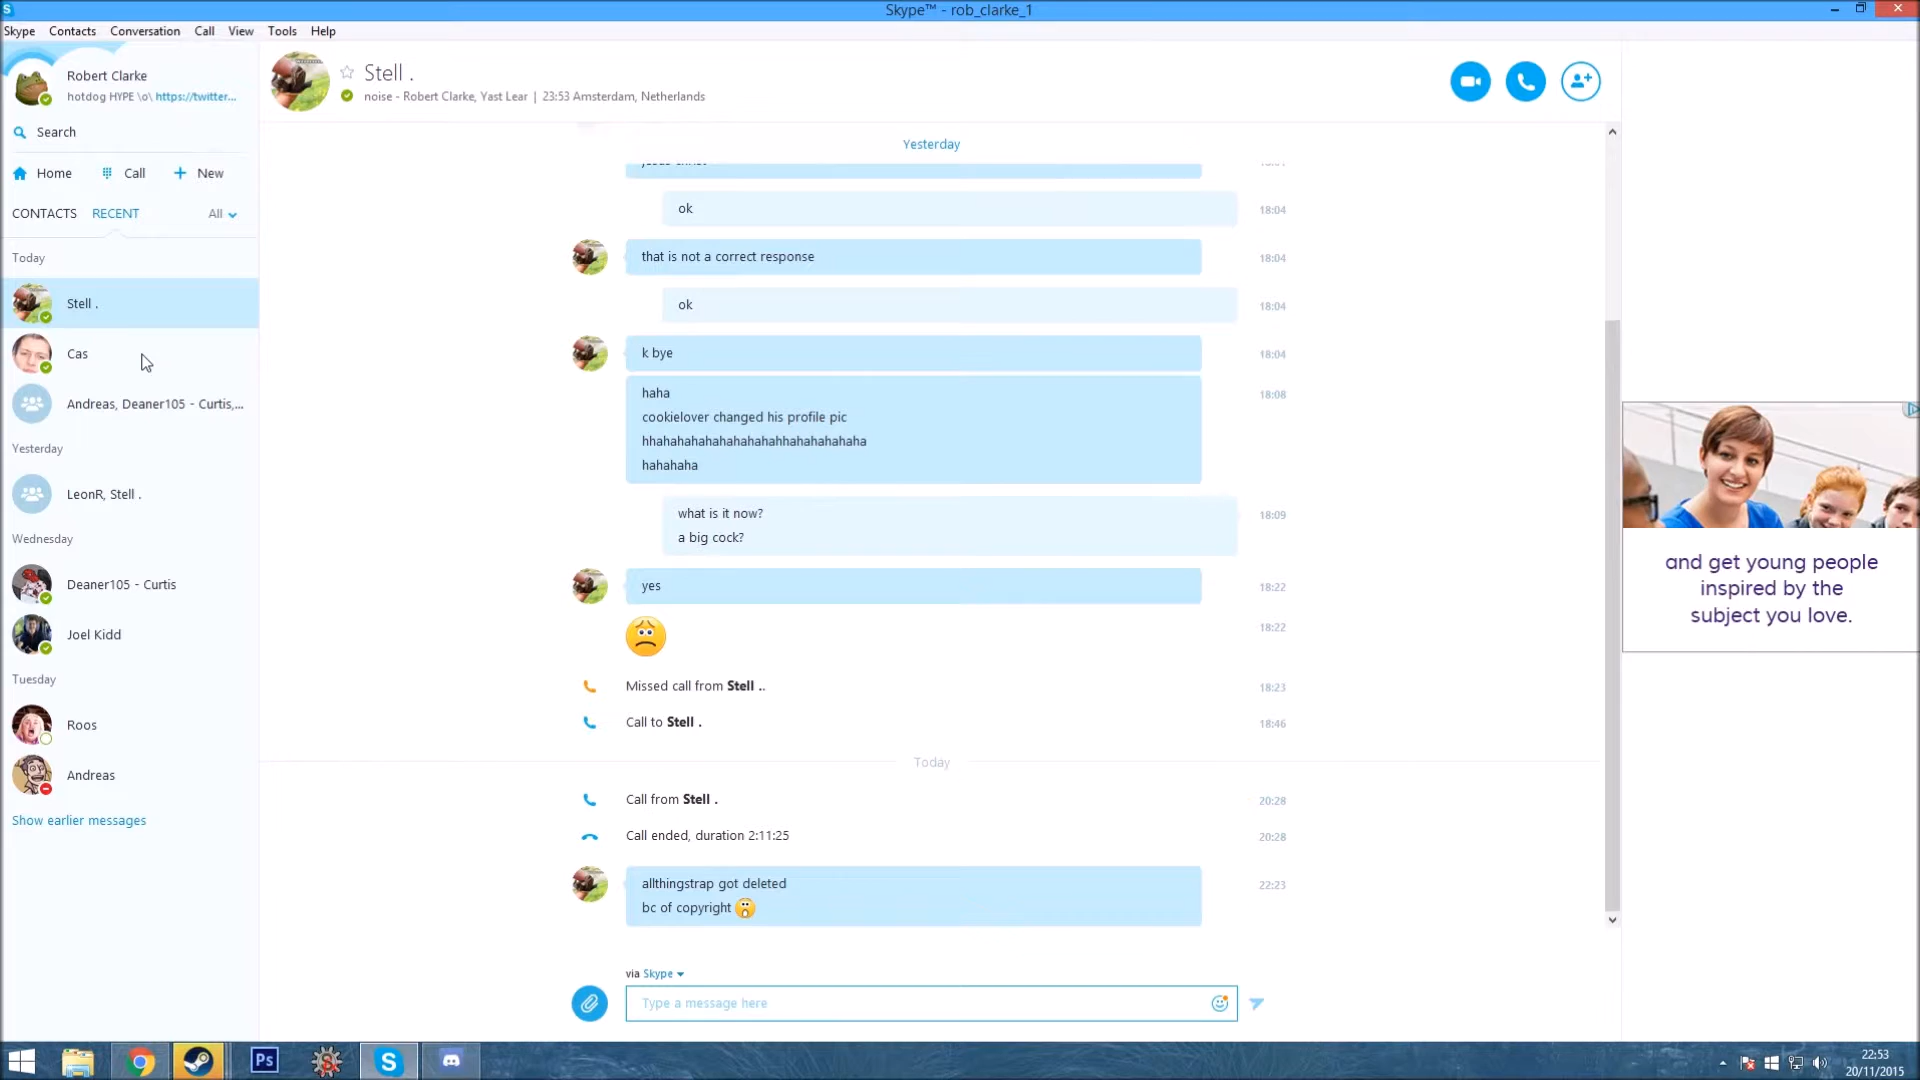 Skype™ - rob_clarke_1
Skype Contacts Conversation Call View Tools Help
Robert Clarke
hotdog HYPE \o\ https://twitter...
Search
Home Call New
CONTACTS RECENT All
Today
Stell .
Cas
Andreas, Deaner105 - Curtis,...
Yesterday
LeonR, Stell .
Wednesday
Deaner105 - Curtis
Joel Kidd
Tuesday
Roos
Andreas
Show earlier messages
Stell .
noise - Robert Clarke, Yast Lear | 23:53 Amsterdam, Netherlands
Yesterday
ok 18:04
that is not a correct response 18:04
ok 18:04
k bye 18:04
haha 18:08
cookielover changed his profile pic
hhahahahahahahahahhahahahahaha
hahahaha
what is it now? 18:09
a big cock?
yes 18:22
18:22
Missed call from Stell .. 18:23
Call to Stell . 18:46
Today
Call from Stell . 20:28
Call ended, duration 2:11:25 20:28
allthingstrap got deleted 22:23
bc of copyright
via Skype
Type a message here
and get young people
inspired by the
subject you love.
Ps
22:53
20/11/2015